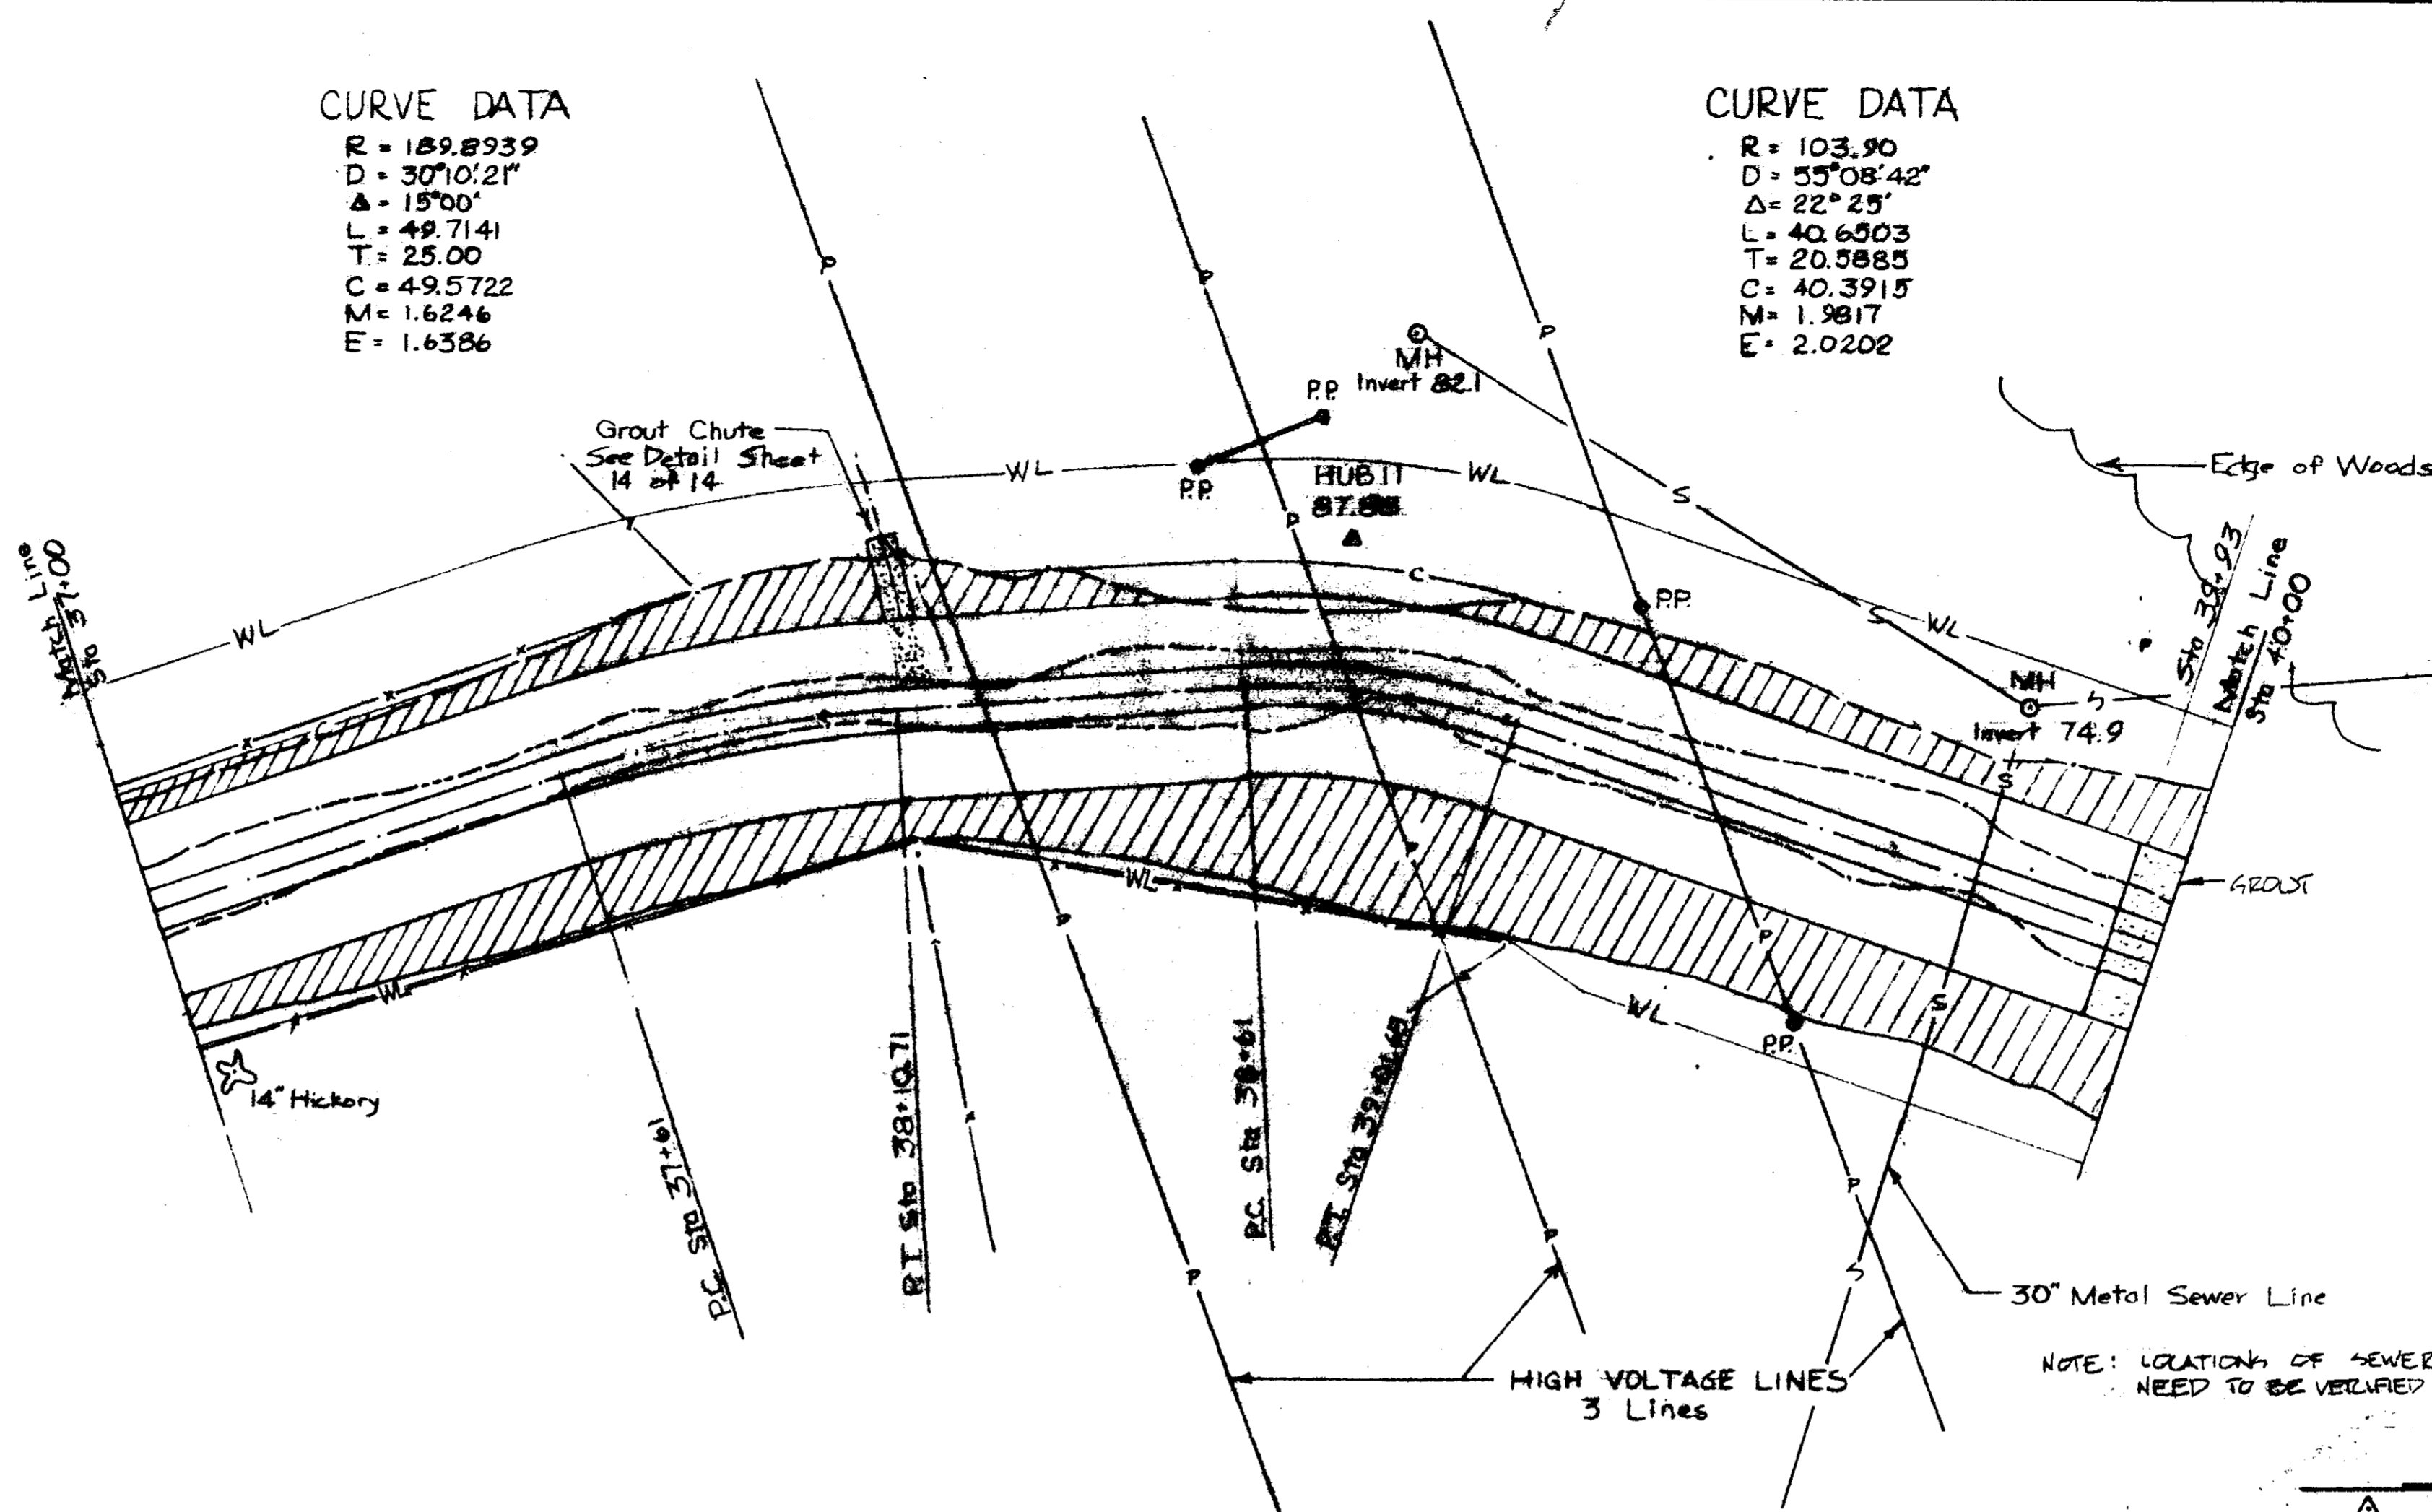 CURVE DATA
R = 189.8939
D = 30°10'21"
Δ = 15°00'
L = 49.7141
T = 25.00
C = 49.5722
M = 1.6246
E = 1.6386
CURVE DATA
R = 103.90
D = 55°08'42"
Δ = 22°25'
L = 40.6503
T = 20.5885
C = 40.3915
M = 1.9817
E = 2.0202
P
P
P
MH
Invert 82.1
P.P.
P.P.
Grout Chute
See Detail Sheet
14 of 14
WL
WL
HUB 11
S
Edge of Woods
Match Line
Sta 37+00
WL
P
C
P.P.
S
WL
Sta 39+93
Match Line
Sta 40+00
MH
S
Invert 74.9
C
S
GROUT
P
WL
P
P
WL
S
WL
P.P.
14" Hickory
P.C. Sta 37+61
P.T. Sta 38+10.71
P.C. Sta 38+61
P.T. Sta
P
P
P
S
30" Metal Sewer Line
HIGH VOLTAGE LINES
3 Lines
NOTE: LOCATIONS OF SEWER
NEED TO BE VERIFIED